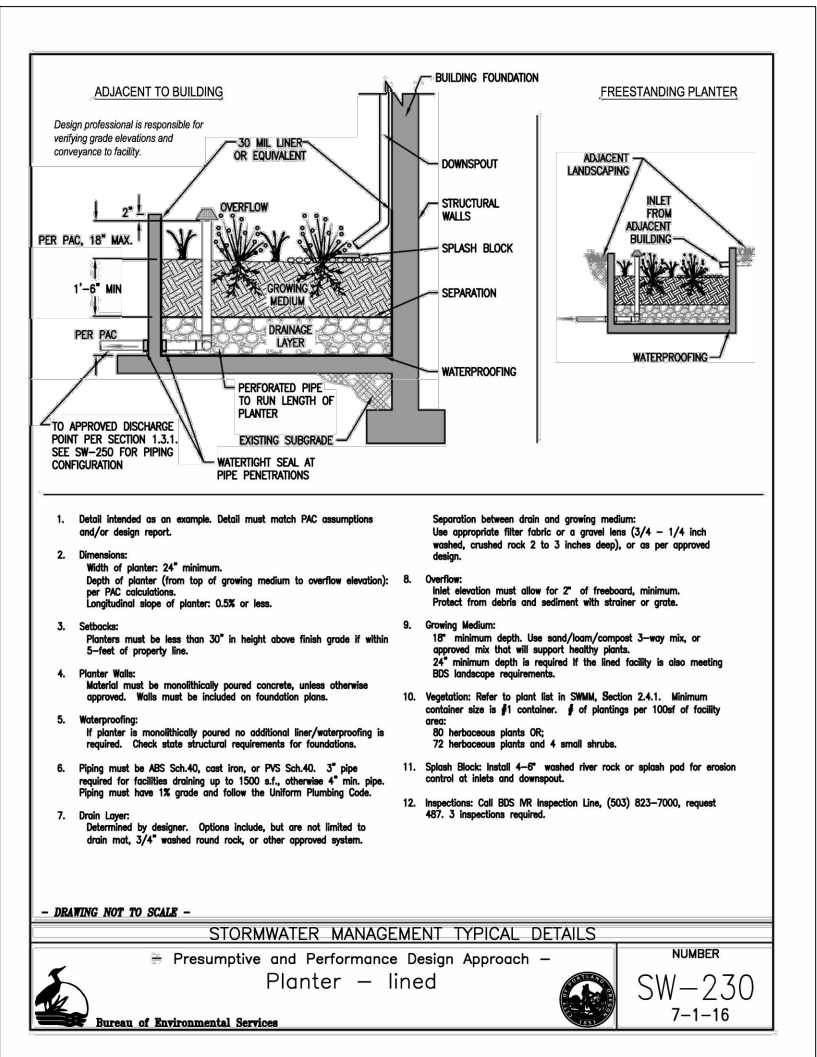 ADJACENT TO BUILDING
Design professional is responsible for
verifying grade elevations and
conveyance to facility.
30 MIL LINER
OR EQUIVALENT
BUILDING FOUNDATION
DOWNSPOUT
STRUCTURAL
WALLS
SPLASH BLOCK
SEPARATION
WATERPROOFING
2"
OVERFLOW
PER PAC, 18" MAX.
1'-6" MIN
GROWING
MEDIUM
DRAINAGE
LAYER
PER PAC
PERFORATED PIPE
TO RUN LENGTH OF
PLANTER
TO APPROVED DISCHARGE
POINT PER SECTION 1.3.1.
SEE SW-250 FOR PIPING
CONFIGURATION
EXISTING SUBGRADE
WATERTIGHT SEAL AT
PIPE PENETRATIONS
FREESTANDING PLANTER
ADJACENT
LANDSCAPING
INLET
FROM
ADJACENT
BUILDING
WATERPROOFING
1. Detail intended as an example. Detail must match PAC assumptions
and/or design report.
2. Dimensions:
Width of planter: 24" minimum.
Depth of planter (from top of growing medium to overflow elevation):
per PAC calculations.
Longitudinal slope of planter: 0.5% or less.
3. Setbacks:
Planters must be less than 30" in height above finish grade if within
5-feet of property line.
4. Planter Walls:
Material must be monolithically poured concrete, unless otherwise
approved. Walls must be included on foundation plans.
5. Waterproofing:
If planter is monolithically poured no additional liner/waterproofing is
required. Check state structural requirements for foundations.
6. Piping must be ABS Sch.40, cast iron, or PVS Sch.40. 3" pipe
required for facilities draining up to 1500 s.f., otherwise 4" min. pipe.
Piping must have 1% grade and follow the Uniform Plumbing Code.
7. Drain Layer:
Determined by designer. Options include, but are not limited to
drain mat, 3/4" washed round rock, or other approved system.
Separation between drain and growing medium:
Use appropriate filter fabric or a gravel lens (3/4 - 1/4 inch
washed, crushed rock 2 to 3 inches deep), or as per approved
design.
8. Overflow:
Inlet elevation must allow for 2" of freeboard, minimum.
Protect from debris and sediment with strainer or grate.
9. Growing Medium:
18" minimum depth. Use sand/loam/compost 3-way mix, or
approved mix that will support healthy plants.
24" minimum depth is required If the lined facility is also meeting
BDS landscape requirements.
10. Vegetation: Refer to plant list in SWMM, Section 2.4.1. Minimum
container size is #1 container. # of plantings per 100sf of facility
area:
80 herbaceous plants OR;
72 herbaceous plants and 4 small shrubs.
11. Splash Block: Install 4-6" washed river rock or splash pad for erosion
control at inlets and downspout.
12. Inspections: Call BDS IVR Inspection Line, (503) 823-7000, request
487. 3 inspections required.
- DRAWING NOT TO SCALE -
STORMWATER MANAGEMENT TYPICAL DETAILS
Presumptive and Performance Design Approach -
Planter - lined
Bureau of Environmental Services
NUMBER
SW-230
7-1-16